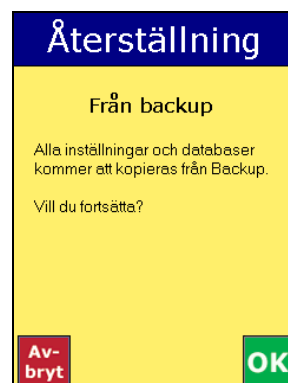 Återställning
Från backup
Alla inställningar och databaser
kommer att kopieras från Backup.
Vill du fortsätta?
Av-
bryt
OK